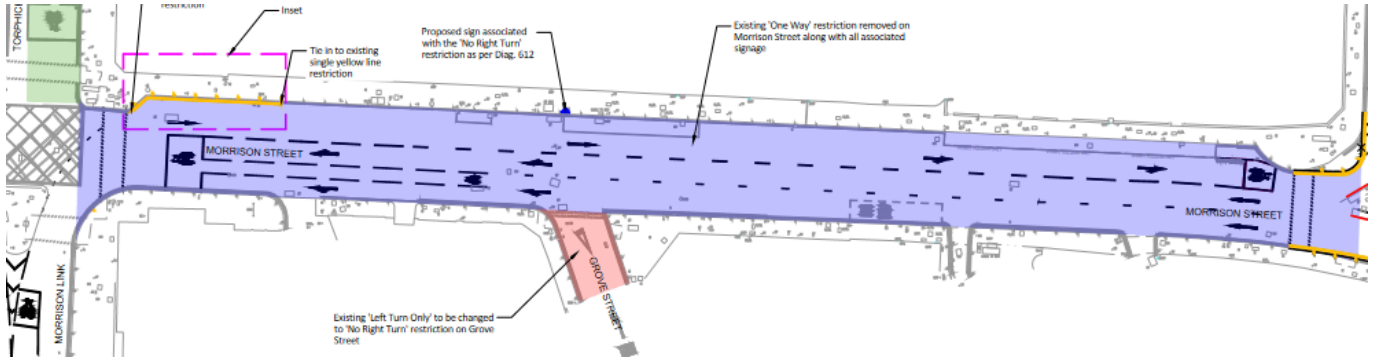 restriction
Inset
TORPHICH
Tie in to existing
single yellow line
restriction
Proposed sign associated
with the 'No Right Turn'
restriction as per Diag. 612
Existing 'One Way' restriction removed on
Morrison Street along with all associated
signage
MORRISON STREET
MORRISON STREET
MORRISON LINK
GROVE STREET
Existing 'Left Turn Only' to be changed
to 'No Right Turn' restriction on Grove
Street